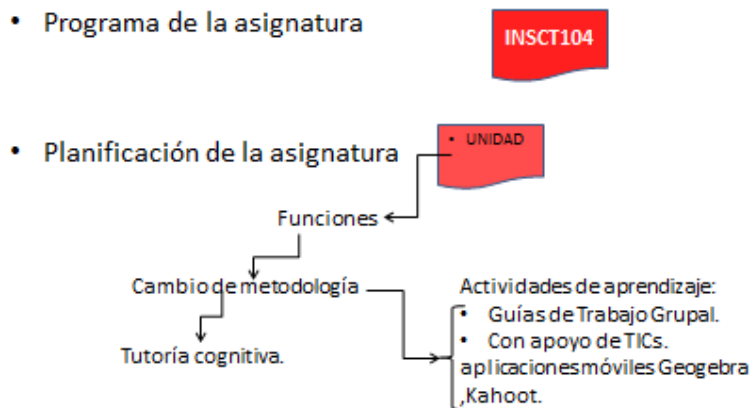 • Programa de la asignatura
INSCT104
• Planificación de la asignatura
• UNIDAD
Funciones
Cambio de metodología
Actividades de aprendizaje:
• Guías de Trabajo Grupal.
• Con apoyo de TICs.
aplicaciones móviles Geogebra
,Kahoot.
Tutoría cognitiva.